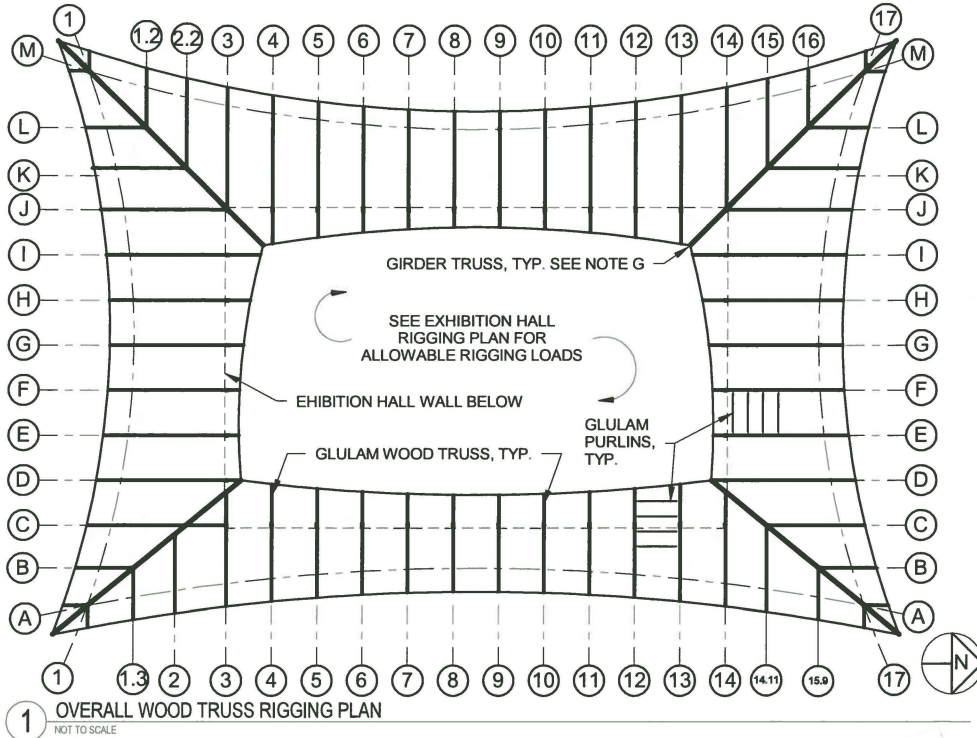 1 1.2 2.2 3 4 5 6 7 8 9 10 11 12 13 14 15 16 17
M M
L L
K K
J J
I I
GIRDER TRUSS, TYP. SEE NOTE G
H H
SEE EXHIBITION HALL
RIGGING PLAN FOR
ALLOWABLE RIGGING LOADS
G G
F F
EHIBITION HALL WALL BELOW
GLULAM
PURLINS,
TYP.
E E
GLULAM WOOD TRUSS, TYP.
D D
C C
B B
A A
N
1 1.3 2 3 4 5 6 7 8 9 10 11 12 13 14 14.11 15.9 17
1 OVERALL WOOD TRUSS RIGGING PLAN
NOT TO SCALE